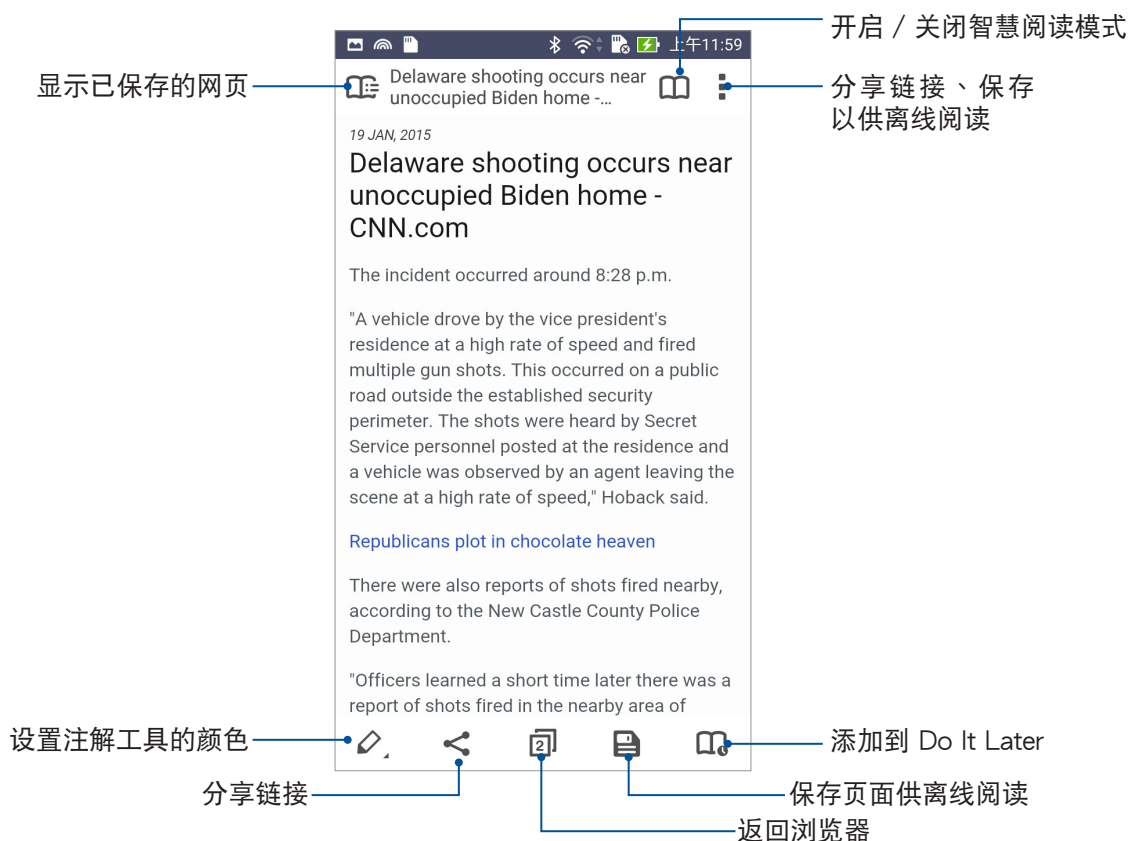 开启 / 关闭智慧阅读模式
上午11:59
显示已保存的网页
Delaware shooting occurs near
unoccupied Biden home -...
分享链接、保存
以供离线阅读
19 JAN, 2015
Delaware shooting occurs near
unoccupied Biden home -
CNN.com
The incident occurred around 8:28 p.m.
"A vehicle drove by the vice president's
residence at a high rate of speed and fired
multiple gun shots. This occurred on a public
road outside the established security
perimeter. The shots were heard by Secret
Service personnel posted at the residence and
a vehicle was observed by an agent leaving the
scene at a high rate of speed," Hoback said.
Republicans plot in chocolate heaven
There were also reports of shots fired nearby,
according to the New Castle County Police
Department.
"Officers learned a short time later there was a
report of shots fired in the nearby area of
设置注解工具的颜色
2
添加到 Do It Later
分享链接
保存页面供离线阅读
返回浏览器